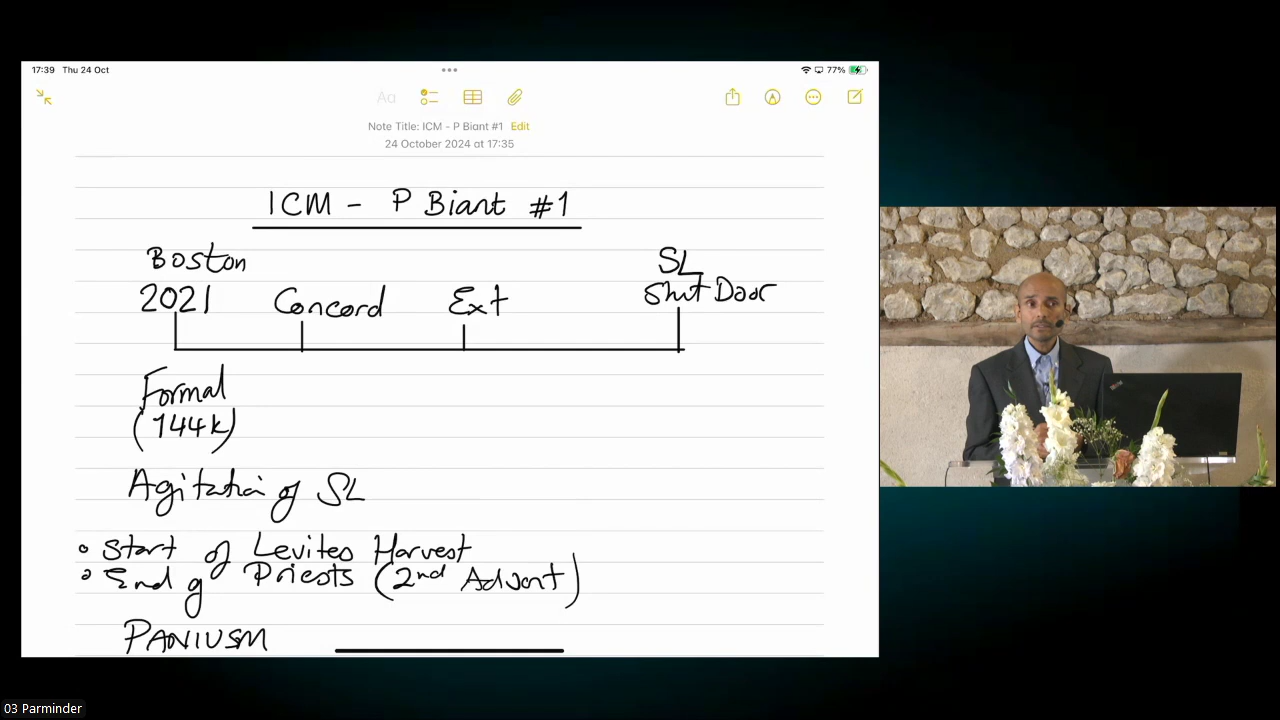 17:39 Thu 24 Oct
77%
Aa
Note Title: ICM - P Biant #1 Edit
24 October 2024 at 17:35
ICM - P Biant #1
Boston
SL
2021 Concord Ext Shut Door
Formal
(144k)
Agitation of SL
• Start of Levites Harvest
• End of Priests (2nd Advent)
PANIUSM
03 Parminder